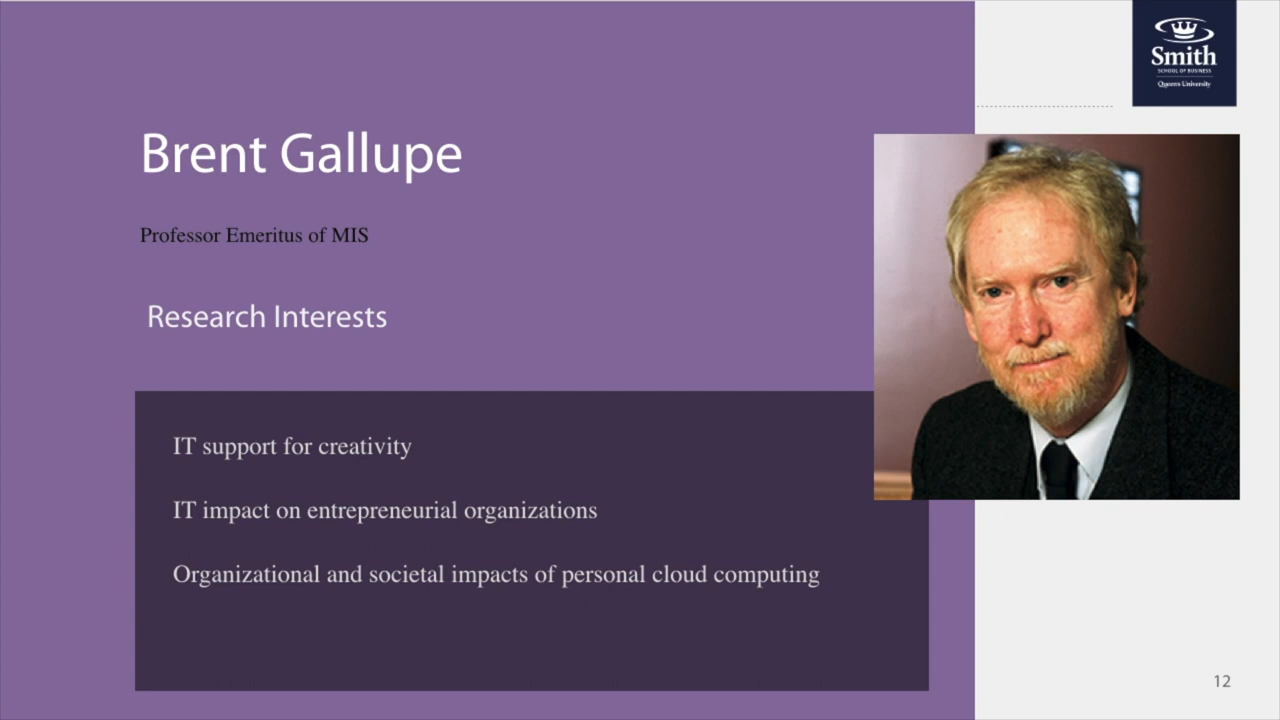 Smith
SCHOOL OF BUSINESS
Queen's University
Brent Gallupe
Professor Emeritus of MIS
Research Interests
IT support for creativity
IT impact on entrepreneurial organizations
Organizational and societal impacts of personal cloud computing
12